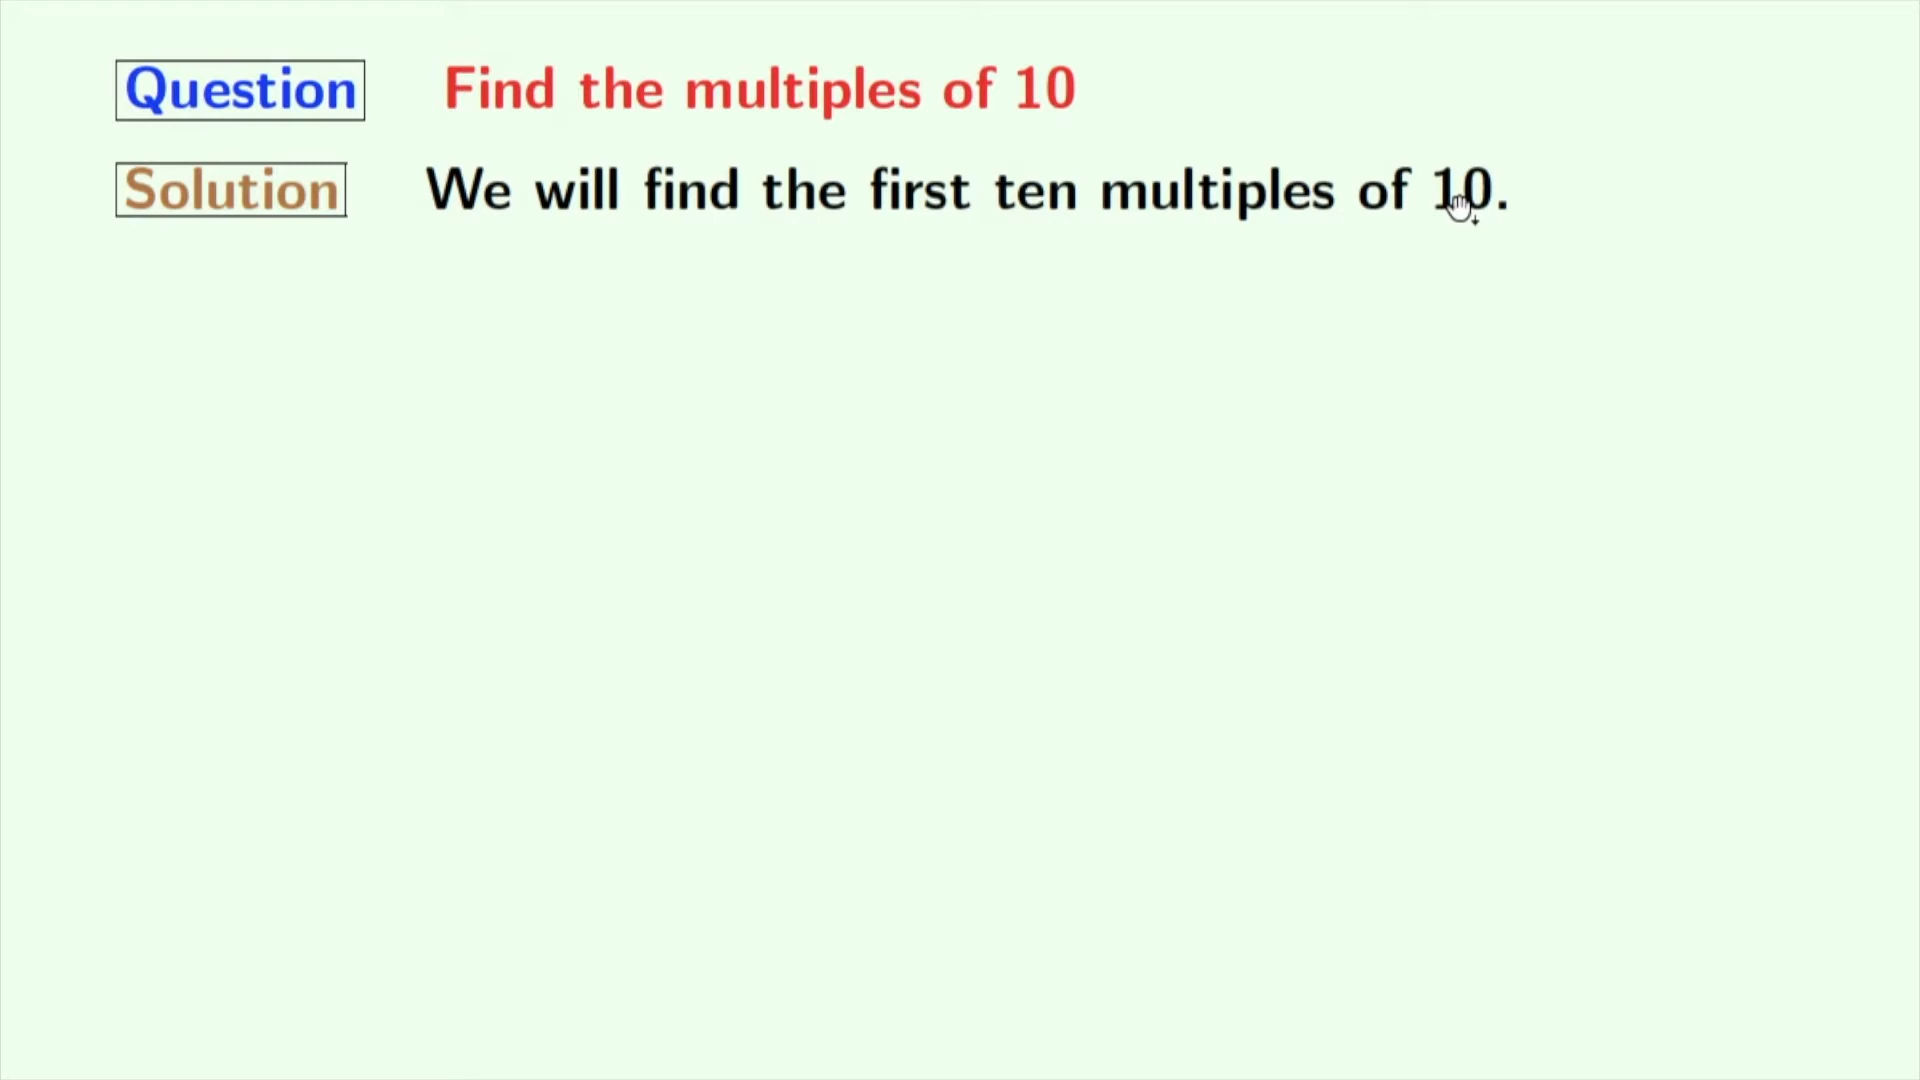 Question Find the multiples of 10
Solution We will find the first ten multiples of 10.